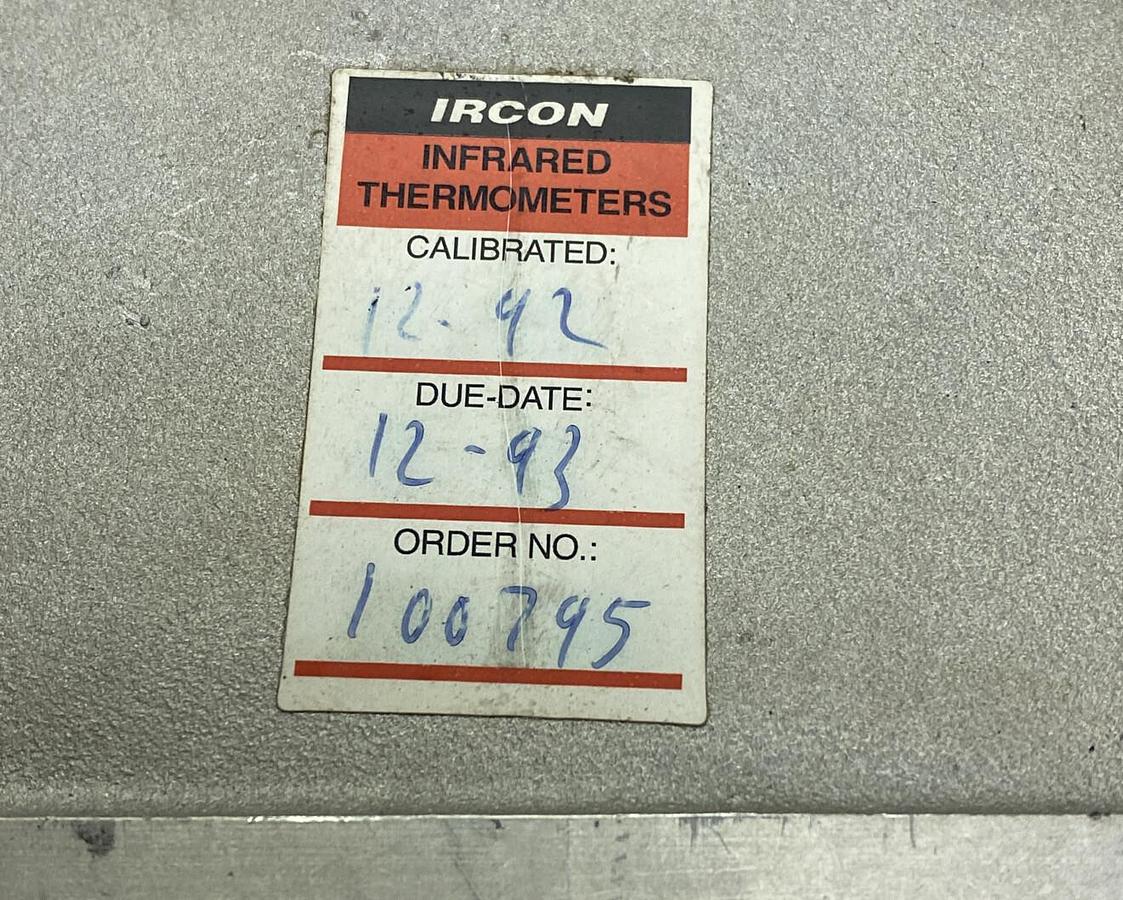 IRCON
INFRARED
THERMOMETERS
CALIBRATED:
12-92
DUE-DATE:
12-93
ORDER NO.:
100795